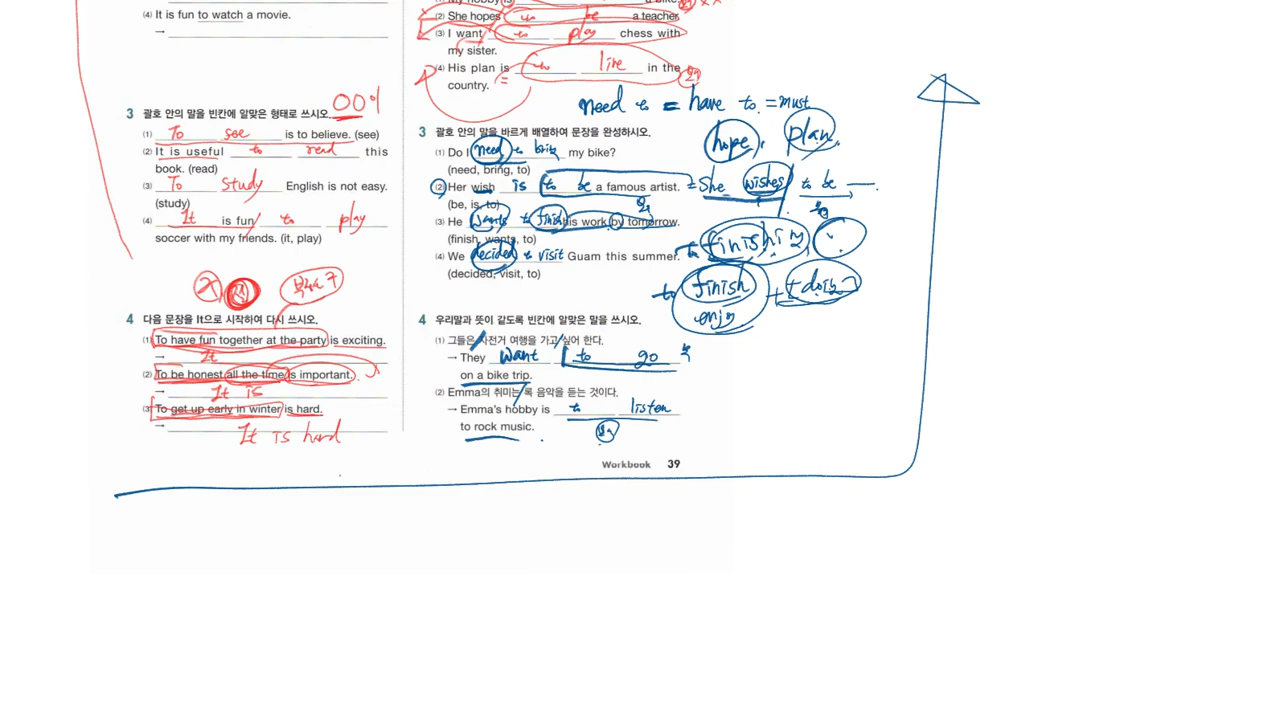 (4) It is fun to watch a movie.
→
3 괄호 안의 말을 빈칸에 알맞은 형태로 쓰시오.
(1) To see is to believe. (see)
(2) It is useful to read this
book. (read)
(3) To study English is not easy.
(study)
(4) It is fun to play
soccer with my friends. (it, play)
4 다음 문장을 It으로 시작하여 다시 쓰시오.
(1) To have fun together at the party is exciting.
→ It
(2) To be honest all the time is important.
→ It is
(3) To get up early in winter is hard.
→ It is hard
(2) She hopes to be a teacher.
(3) I want to play chess with
my sister.
(4) His plan is to live in the
country.
need to = have to = must
3 괄호 안의 말을 바르게 배열하여 문장을 완성하시오.
hope, plan
(1) Do I need to bring my bike?
(need, bring, to)
(2) Her wish is to be a famous artist. = She wishes to be
(be, is, to)
(3) He wants to finish his work by tomorrow.
(finish, wants, to)
(4) We decided to visit Guam this summer.
(decided, visit, to)
finishing
to finish + doing
enjoy
4 우리말과 뜻이 같도록 빈칸에 알맞은 말을 쓰시오.
(1) 그들은 자전거 여행을 가고 싶어 한다.
→ They want to go
on a bike trip.
(2) Emma의 취미는 록 음악을 듣는 것이다.
→ Emma's hobby is to listen
to rock music.
Workbook 39